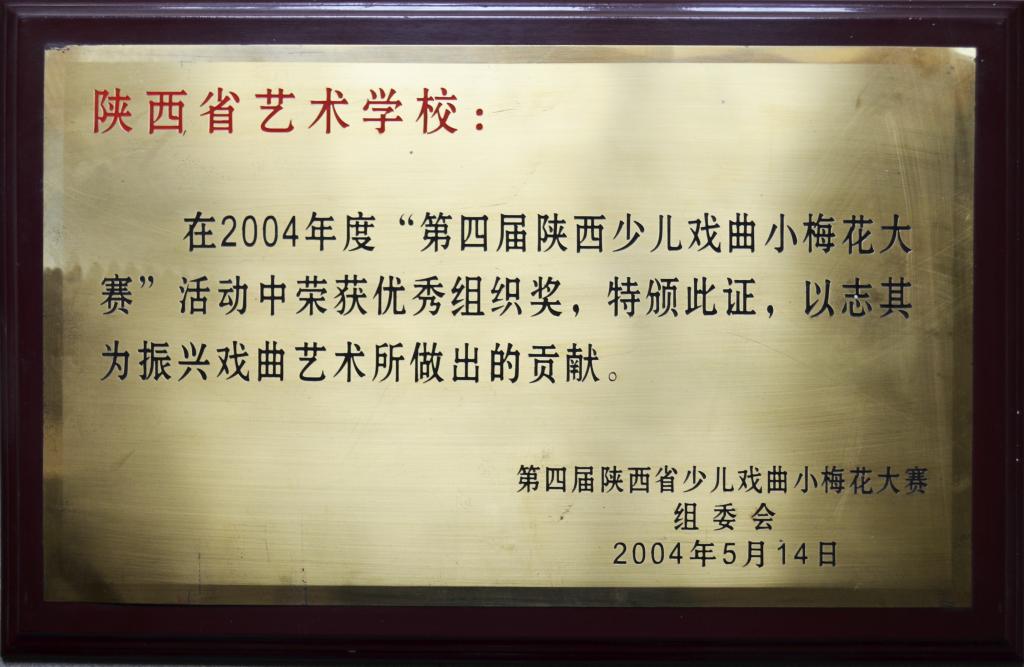 陕西省艺术学校：
在2004年度“第四届陕西少儿戏曲小梅花大
赛”活动中荣获优秀组织奖，特颁此证，以志其
为振兴戏曲艺术所做出的贡献。
第四届陕西省少儿戏曲小梅花大赛
组委会
2004年5月14日